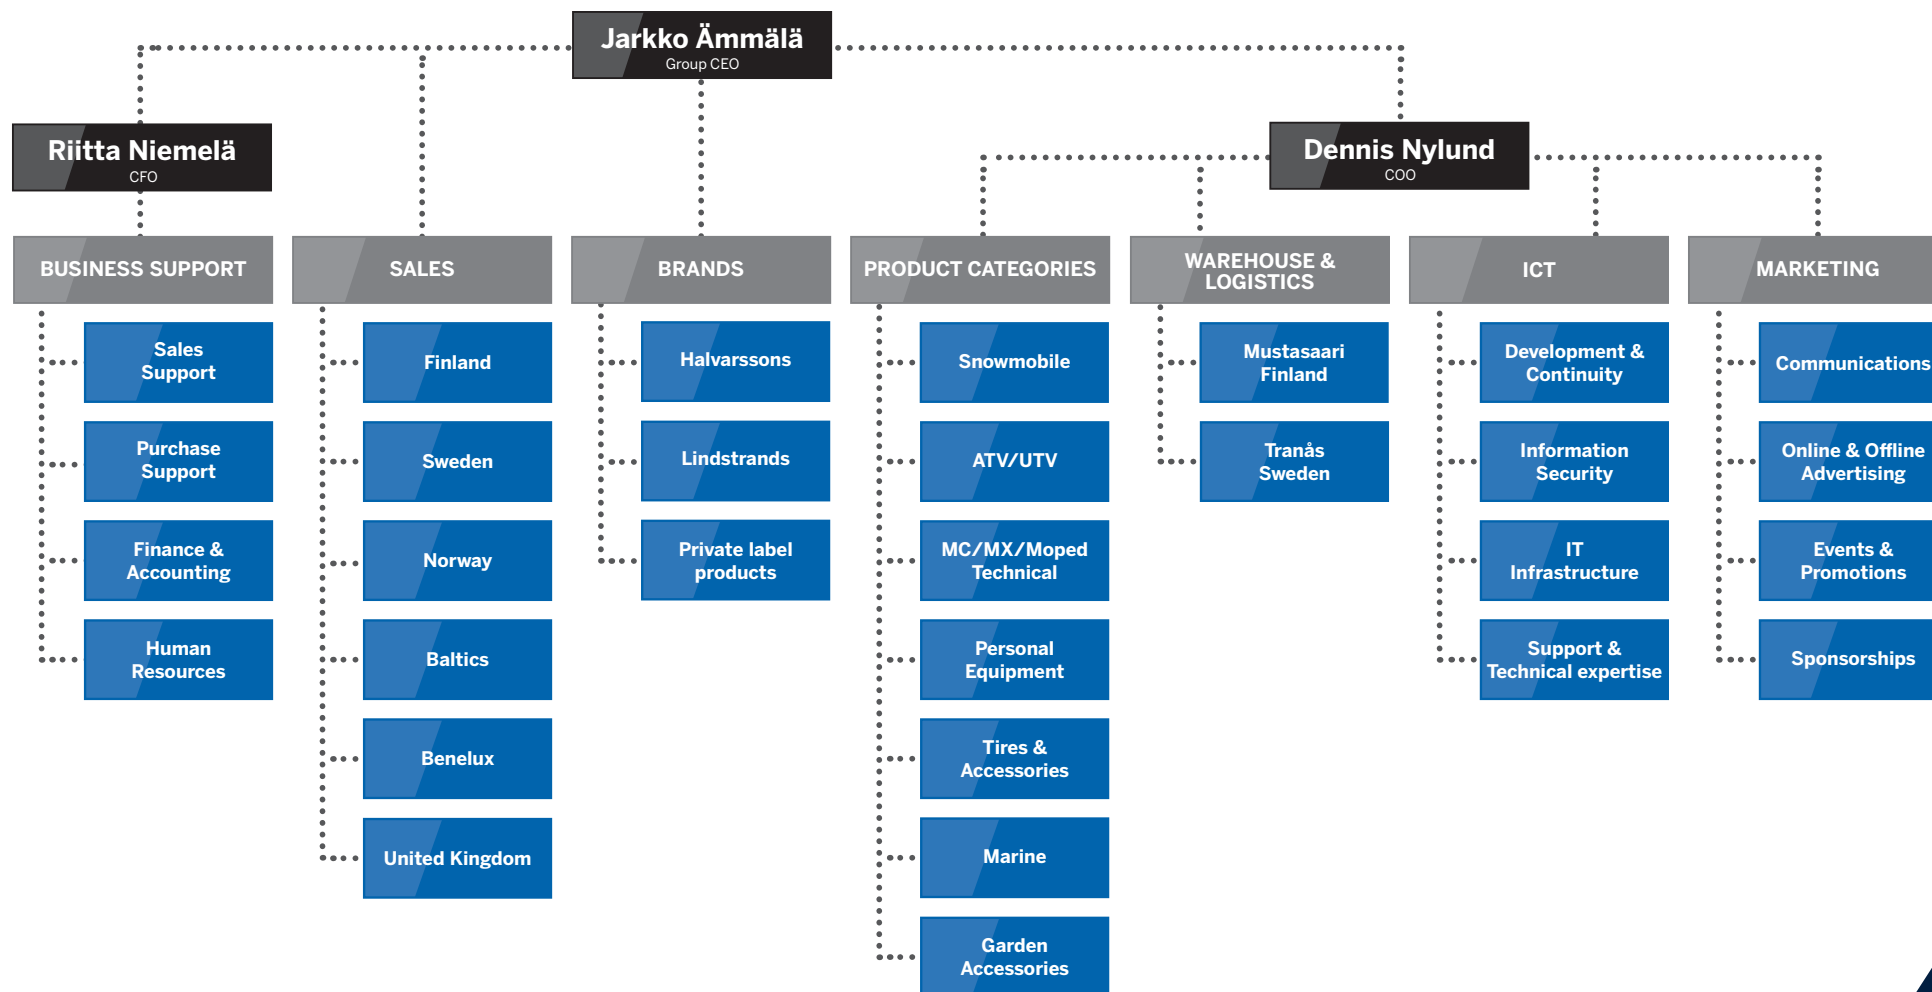 Jarkko Ämmälä
Group CEO
Riitta Niemelä
CFO
Dennis Nylund
COO
BUSINESS SUPPORT
Sales
Support
Purchase
Support
Finance &
Accounting
Human
Resources
SALES
Finland
Sweden
Norway
Baltics
Benelux
United Kingdom
BRANDS
Halvarssons
Lindstrands
Private label
products
PRODUCT CATEGORIES
Snowmobile
ATV/UTV
MC/MX/Moped
Technical
Personal
Equipment
Tires &
Accessories
Marine
Garden
Accessories
WAREHOUSE &
LOGISTICS
Mustasaari
Finland
Tranås
Sweden
ICT
Development &
Continuity
Information
Security
IT
Infrastructure
Support &
Technical expertise
MARKETING
Communications
Online & Offline
Advertising
Events &
Promotions
Sponsorships